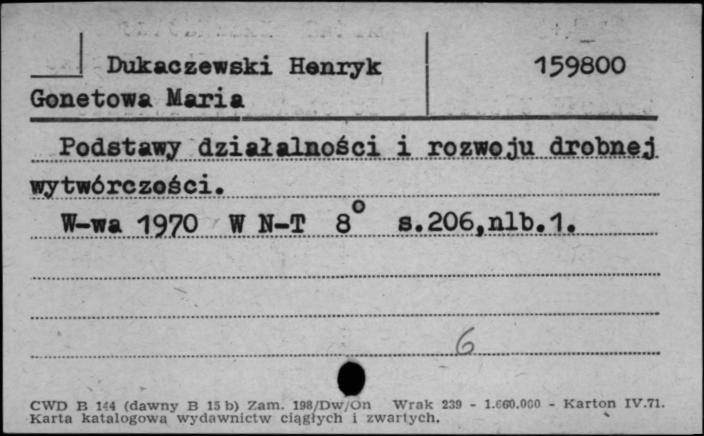 Dukaczewski Henryk 159800
Gonetowa Maria
Podstawy działalności i rozwoju drobnej
wytwórczości.
W-wa 1970 W N-T 8° s.206,nlb.1.
6
CWD B 144 (dawny B 15 b) Zam. 198/Dw/On Wrak 239 - 1.660.000 - Karton IV.71.
Karta katalogowa wydawnictw ciągłych i zwartych.